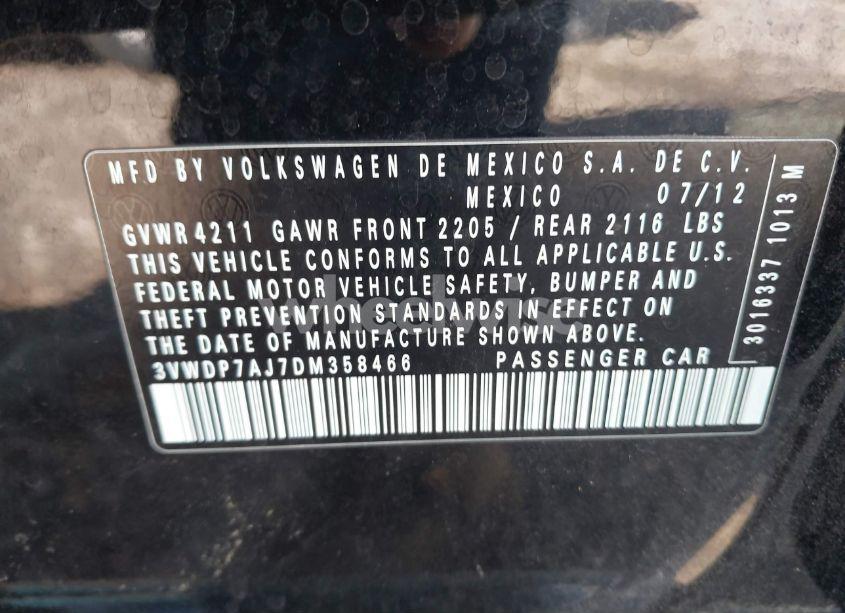 MFD BY VOLKSWAGEN DE MEXICO S.A. DE C.V.
MEXICO 07/12
GVWR 4211 GAWR FRONT 2205 / REAR 2116 LBS
THIS VEHICLE CONFORMS TO ALL APPLICABLE U.S.
FEDERAL MOTOR VEHICLE SAFETY, BUMPER AND
THEFT PREVENTION STANDARDS IN EFFECT ON
THE DATE OF MANUFACTURE SHOWN ABOVE.
3VWDP7AJ7DM358466 PASSENGER CAR
3016337 1013 M
wheelwise